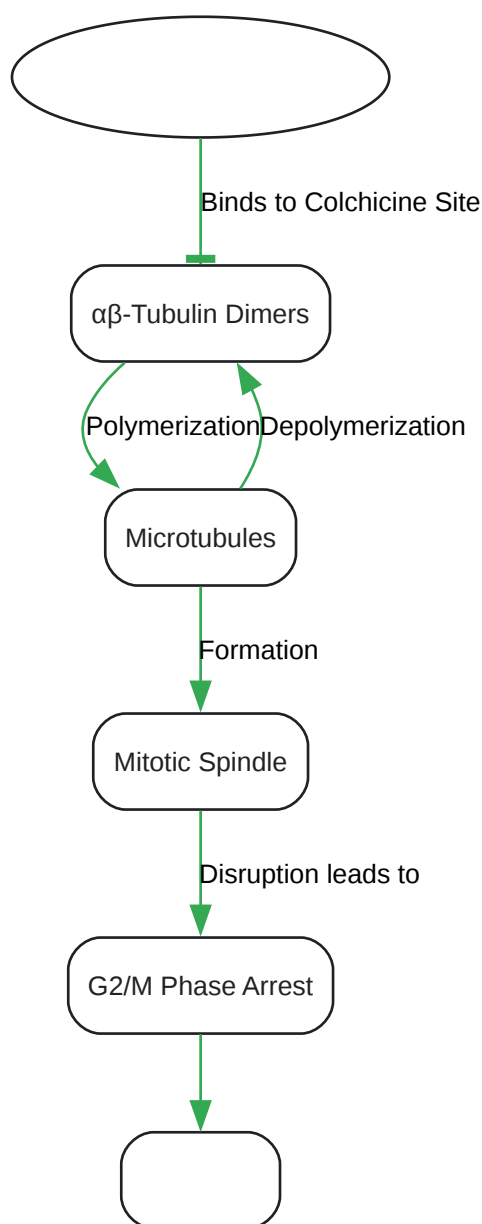 Binds to Colchicine Site
αβ-Tubulin Dimers
Polymerization
Depolymerization
Microtubules
Formation
Mitotic Spindle
Disruption leads to
G2/M Phase Arrest